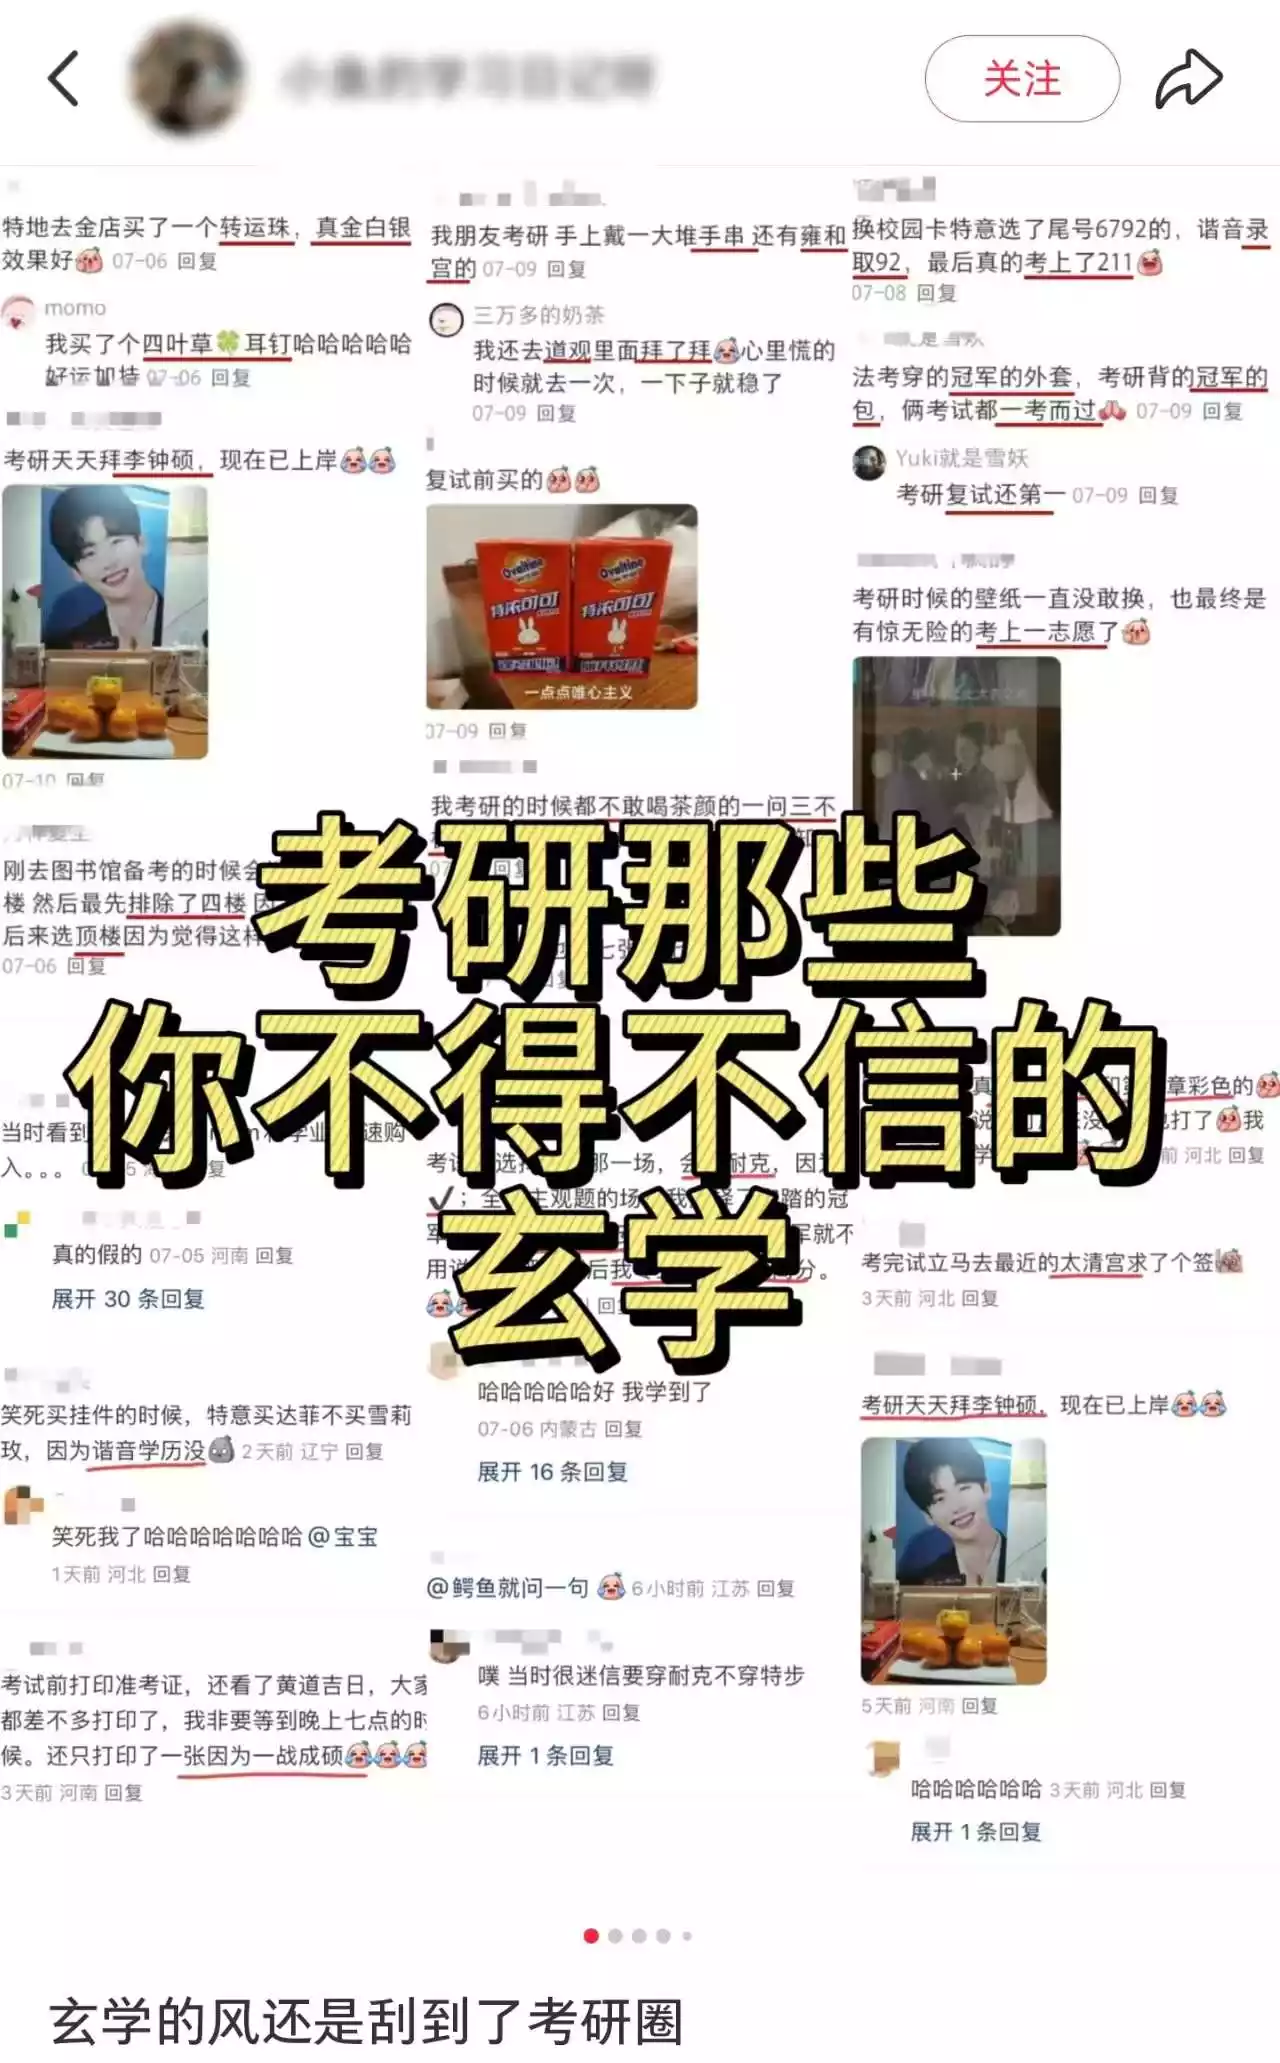 关注
特地去金店买了一个转运珠，真金白银
效果好 07-06 回复
momo
我买了个四叶草🍀耳钉哈哈哈哈哈
好运加持 07-06 回复
考研天天拜李钟硕，现在已上岸
07-10 回复
刚去图书馆备考的时候会
楼 然后最先排除了四楼
后来选顶楼因为觉得这样
07-06 回复
当时看到
入。。。
真的假的 07-05 河南 回复
展开 30 条回复
笑死买挂件的时候，特意买达菲不买雪莉
玫，因为谐音学历没 2天前 辽宁 回复
笑死我了哈哈哈哈哈哈哈@宝宝
1天前 河北 回复
考试前打印准考证，还看了黄道吉日，大家
都差不多打印了，我非要等到晚上七点的时
候。还只打印了一张因为一战成硕
3天前 河南 回复
我朋友考研 手上戴一大堆手串 还有雍和
宫的 07-09 回复
三万多的奶茶
我还去道观里面拜了拜心里慌的
时候就去一次，一下子就稳了
07-09 回复
复试前买的
Ovaltine
Ovaltine
特浓可可
特浓可可
一点点唯心主义
07-09 回复
我考研的时候都不敢喝茶颜的一问三不
哈哈哈哈哈好 我学到了
07-06 内蒙古 回复
展开 16 条回复
@鳄鱼就问一句 6小时前 江苏 回复
噗 当时很迷信要穿耐克不穿特步
6小时前 江苏 回复
展开 1 条回复
换校园卡特意选了尾号6792的，谐音录
取92，最后真的考上了211
07-08 回复
法考穿的冠军的外套，考研背的冠军的
包，俩考试都一考而过 07-09 回复
Yuki就是雪妖
考研复试还第一 07-09 回复
考研时候的壁纸一直没敢换，也最终是
有惊无险的考上一志愿了
章彩色的
河北 回复
考完试立马去最近的太清宫求了个签
3天前 河北 回复
考研天天拜李钟硕，现在已上岸
5天前 河南 回复
哈哈哈哈哈哈 3天前 河北 回复
展开 1 条回复
考研那些
你不得不信的
玄学
玄学的风还是刮到了考研圈